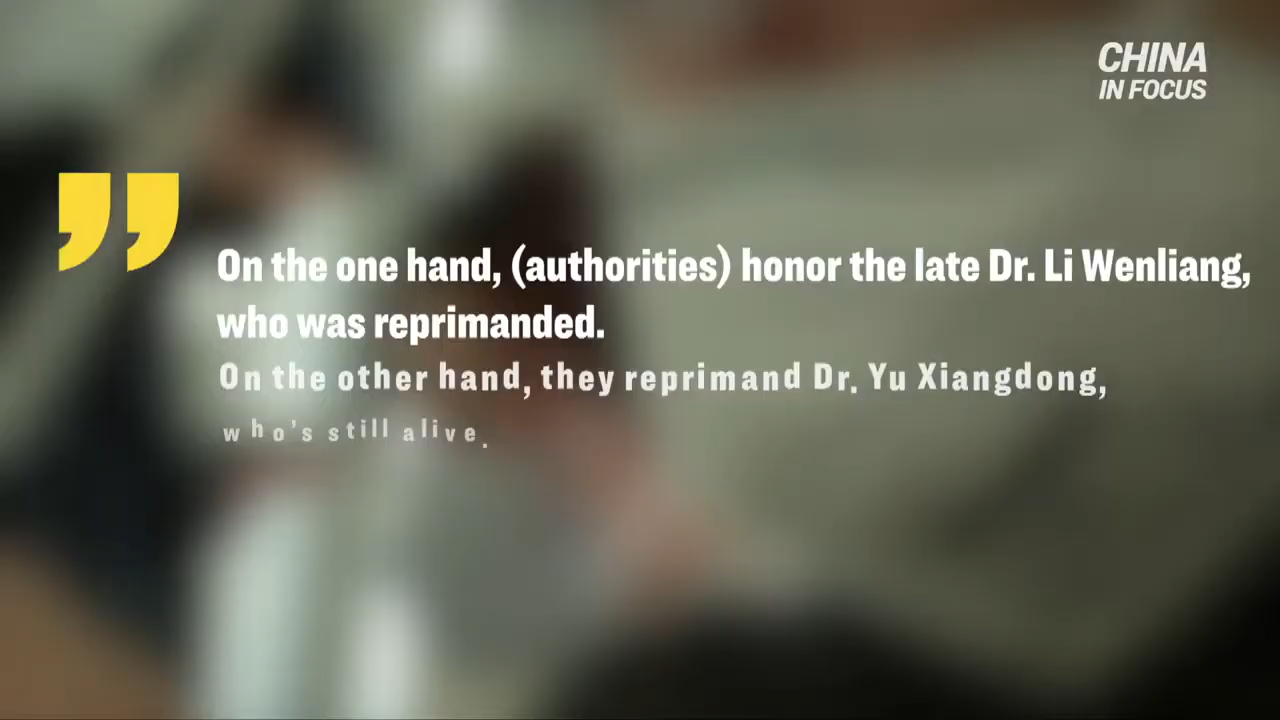 CHINA
IN FOCUS
On the one hand, (authorities) honor the late Dr. Li Wenliang,
who was reprimanded.
On the other hand, they reprimand Dr. Yu Xiangdong,
who's still alive.